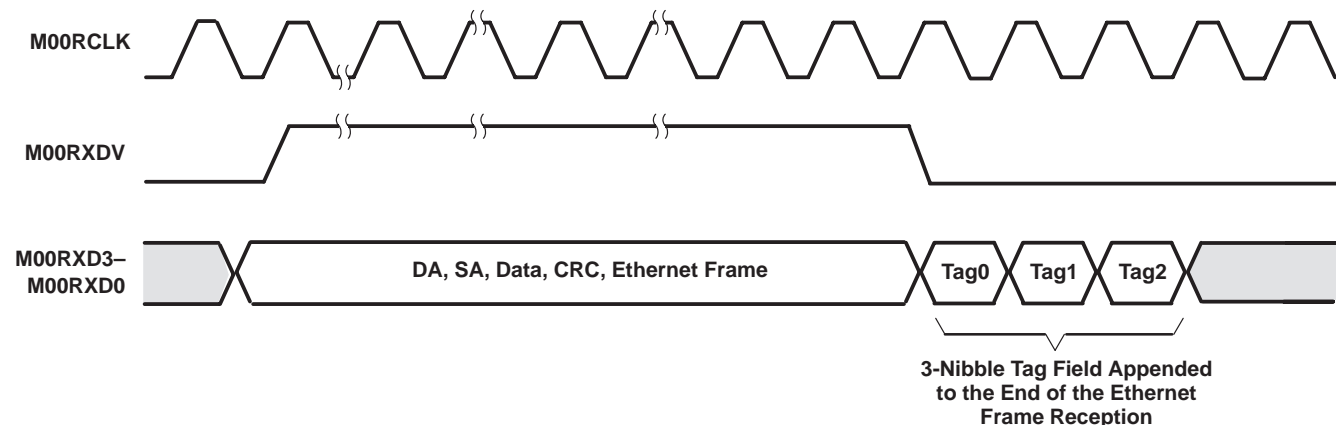 M00RCLK
M00RXDV
M00RXD3–
M00RXD0
DA, SA, Data, CRC, Ethernet Frame
Tag0
Tag1
Tag2
3-Nibble Tag Field Appended
to the End of the Ethernet
Frame Reception